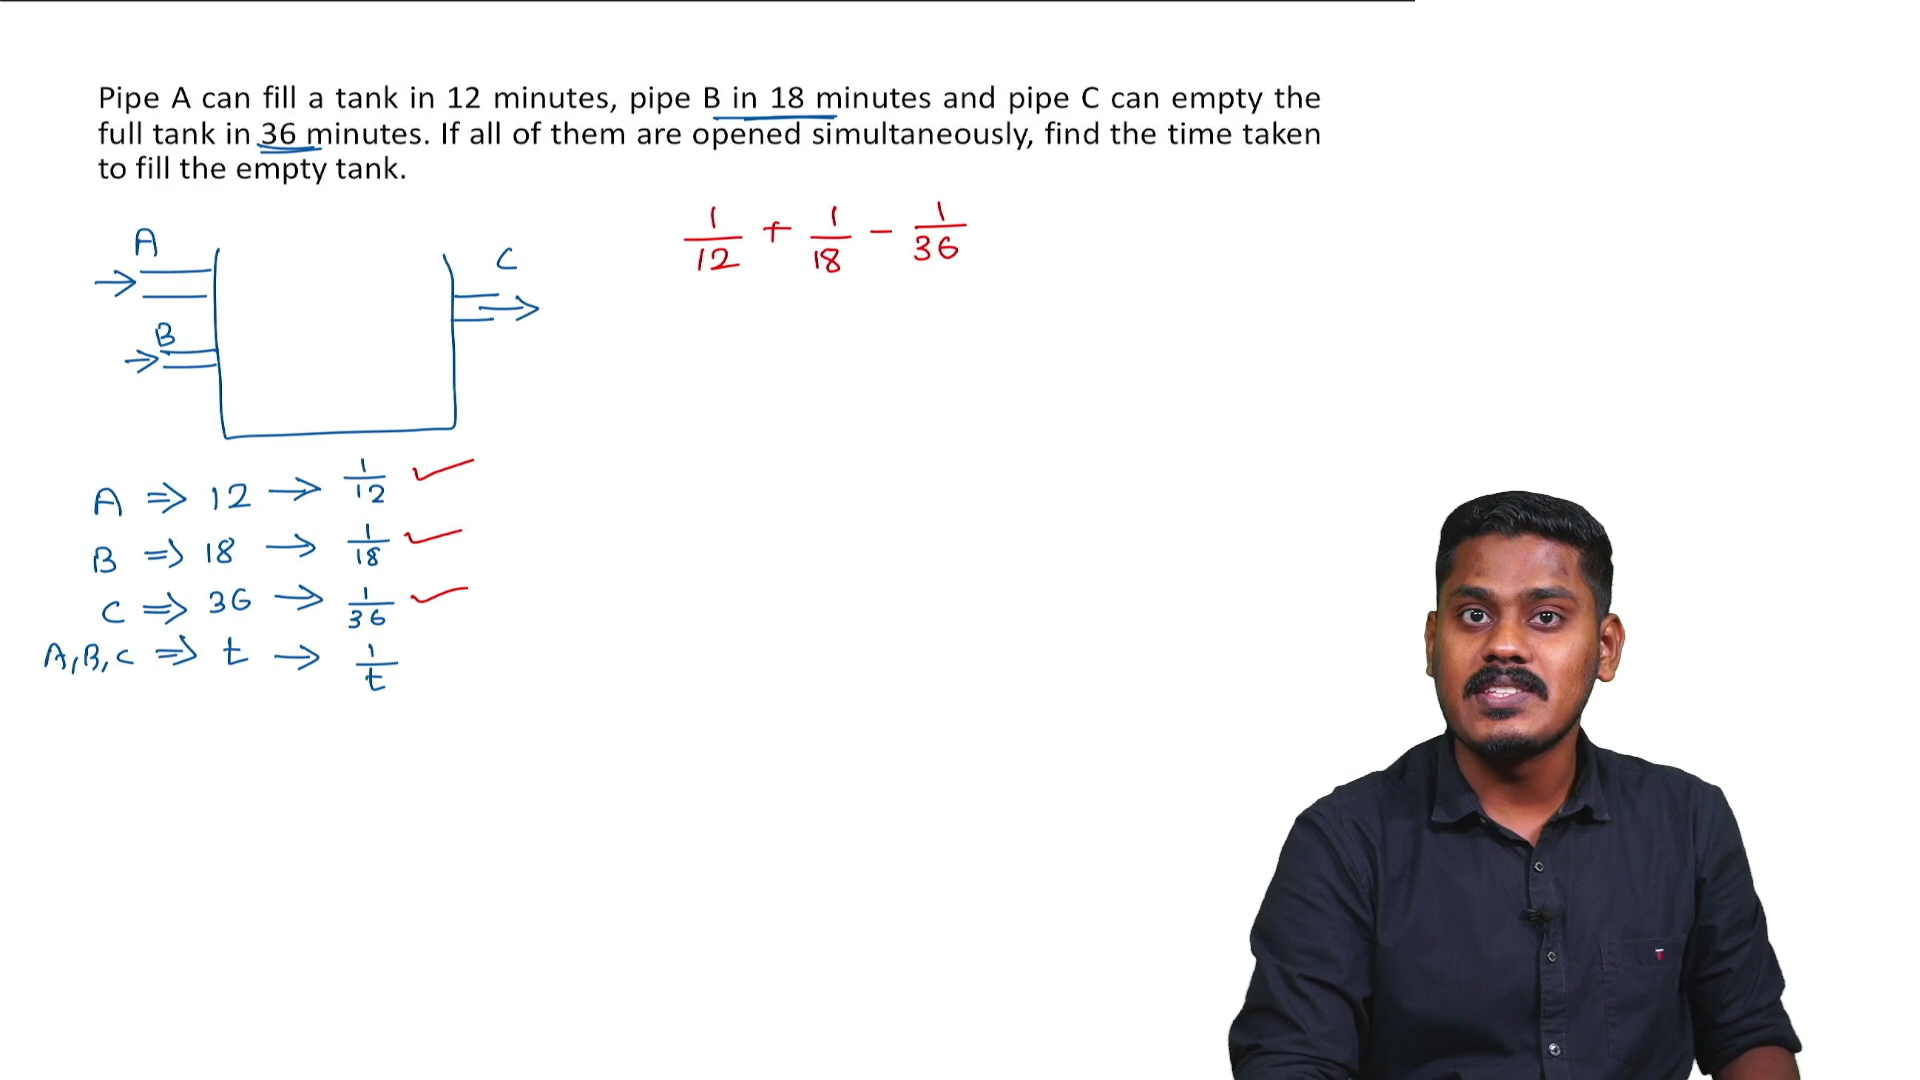 Pipe A can fill a tank in 12 minutes, pipe B in 18 minutes and pipe C can empty the
full tank in 36 minutes. If all of them are opened simultaneously, find the time taken
to fill the empty tank.
1/12 + 1/18 - 1/36
A
C
B
A ⇒ 12 → 1/12 ✓
B ⇒ 18 → 1/18 ✓
C ⇒ 36 → 1/36 ✓
A,B,C ⇒ t → 1/t